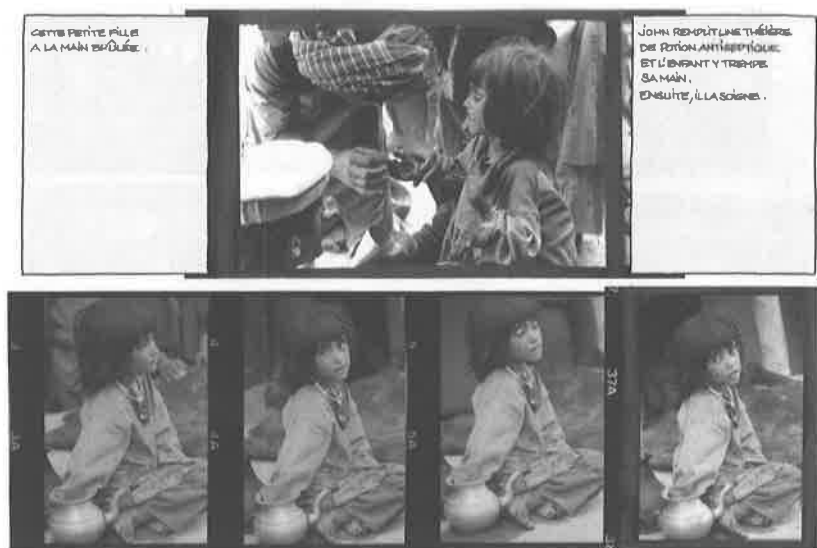 CETTE PETITE FILLE
A LA MAIN BRÛLÉE.
JOHN REMPLIT UNE THÉIÈRE
DE POTION ANTISEPTIQUE
ET L'ENFANT Y TREMPE
SA MAIN.
ENSUITE, IL LA SOIGNE.
37A